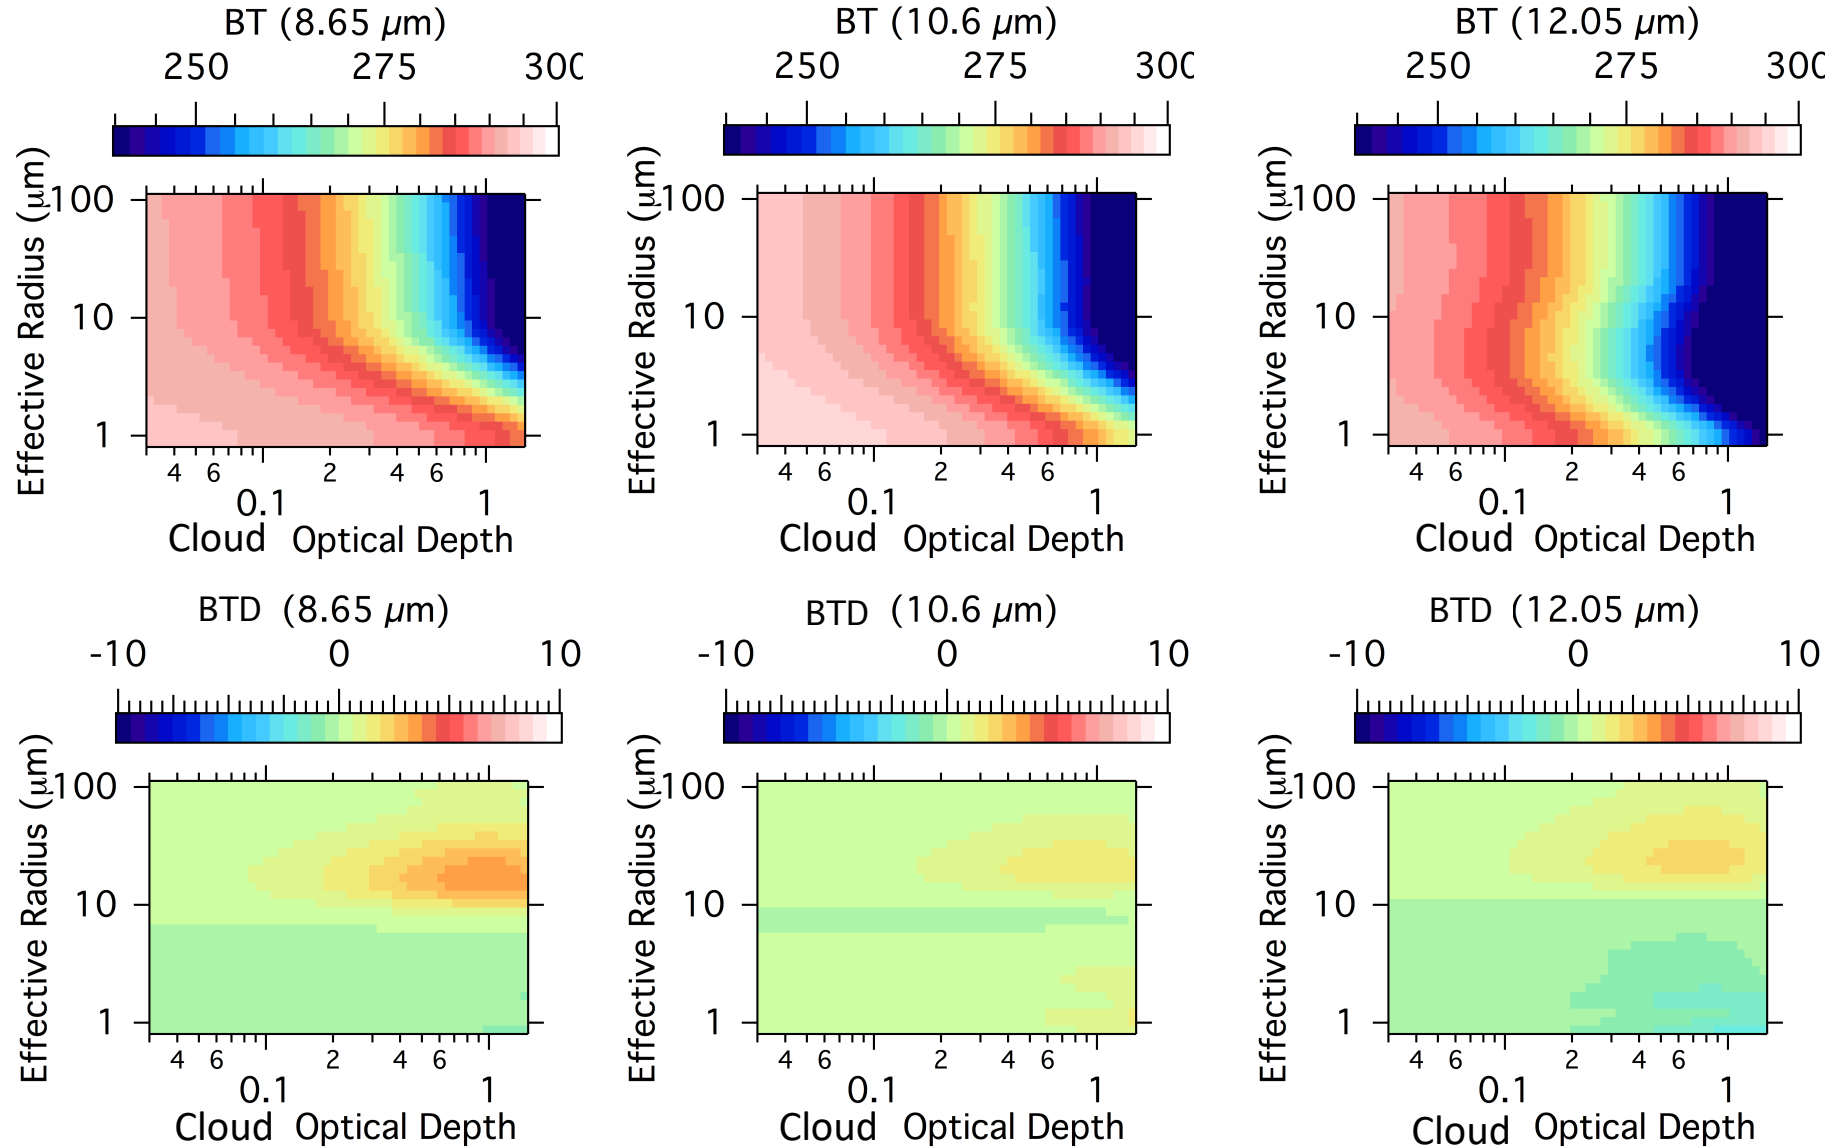 BT (8.65 µm)
250 275 300
Effective Radius (µm)
100
10
1
4 6 2 4 6
0.1 1
Cloud Optical Depth
BT (10.6 µm)
250 275 300
Effective Radius (µm)
100
10
1
4 6 2 4 6
0.1 1
Cloud Optical Depth
BT (12.05 µm)
250 275 300
Effective Radius (µm)
100
10
1
4 6 2 4 6
0.1 1
Cloud Optical Depth
BTD (8.65 µm)
-10 0 10
Effective Radius (µm)
100
10
1
4 6 2 4 6
0.1 1
Cloud Optical Depth
BTD (10.6 µm)
-10 0 10
Effective Radius (µm)
100
10
1
4 6 2 4 6
0.1 1
Cloud Optical Depth
BTD (12.05 µm)
-10 0 10
Effective Radius (µm)
100
10
1
4 6 2 4 6
0.1 1
Cloud Optical Depth